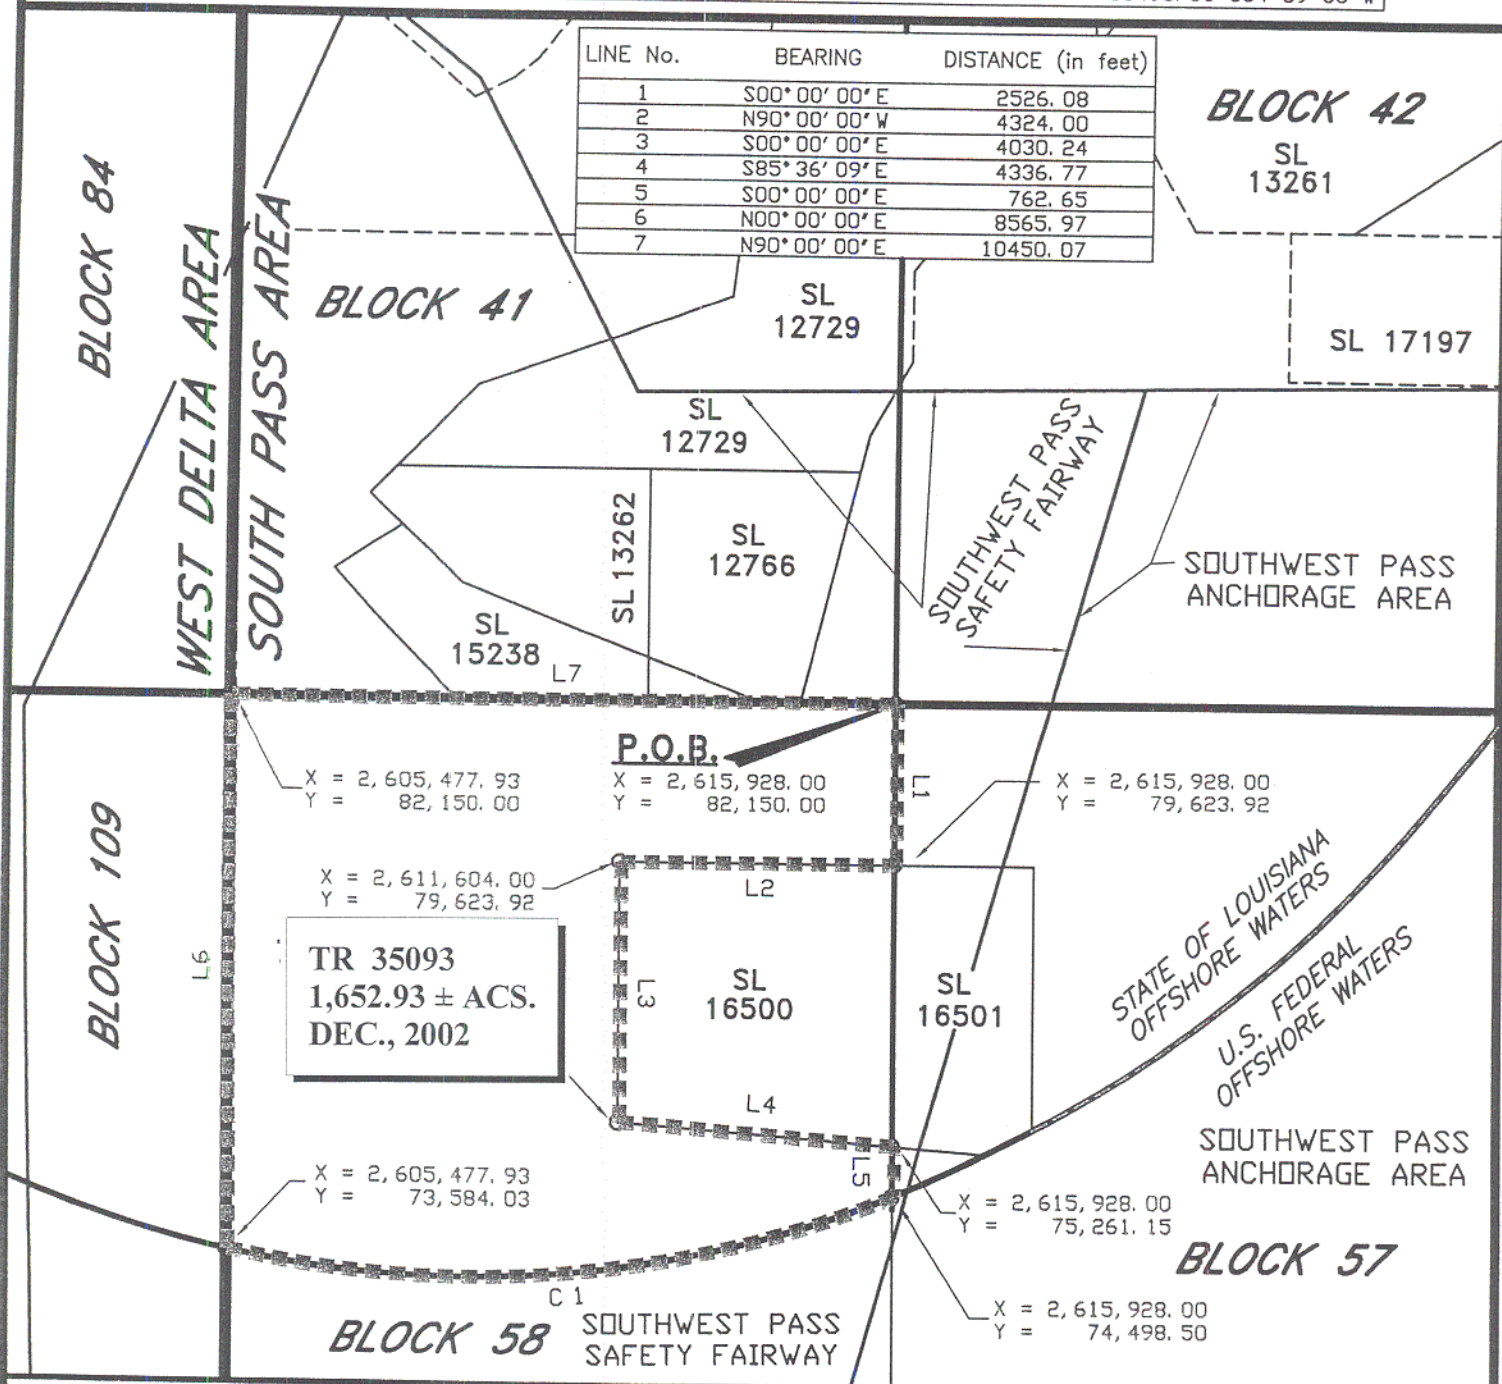 LINE No. BEARING DISTANCE (in feet)
1 S00°00'00"E 2526.08
2 N90°00'00"W 4324.00
3 S00°00'00"E 4030.24
4 S85°36'09"E 4336.77
5 S00°00'00"E 762.65
6 N00°00'00"E 8565.97
7 N90°00'00"E 10450.07
BLOCK 42
SL
13261
BLOCK 84
WEST DELTA AREA
SOUTH PASS AREA
BLOCK 41
SL
12729
SL 17197
SL
12729
SL 13262
SL
12766
SOUTHWEST PASS
SAFETY FAIRWAY
SOUTHWEST PASS
ANCHORAGE AREA
SL
15238
L7
P.O.B.
X = 2,605,477.93
Y = 82,150.00
X = 2,615,928.00
Y = 82,150.00
L1
X = 2,615,928.00
Y = 79,623.92
BLOCK 109
X = 2,611,604.00
Y = 79,623.92
L2
L6
TR 35093
1,652.93 ± ACS.
DEC., 2002
L3
SL
16500
SL
16501
STATE OF LOUISIANA
OFFSHORE WATERS
U.S. FEDERAL
OFFSHORE WATERS
L4
L5
SOUTHWEST PASS
ANCHORAGE AREA
X = 2,605,477.93
Y = 73,584.03
X = 2,615,928.00
Y = 75,261.15
BLOCK 57
C 1
X = 2,615,928.00
Y = 74,498.50
BLOCK 58
SOUTHWEST PASS
SAFETY FAIRWAY